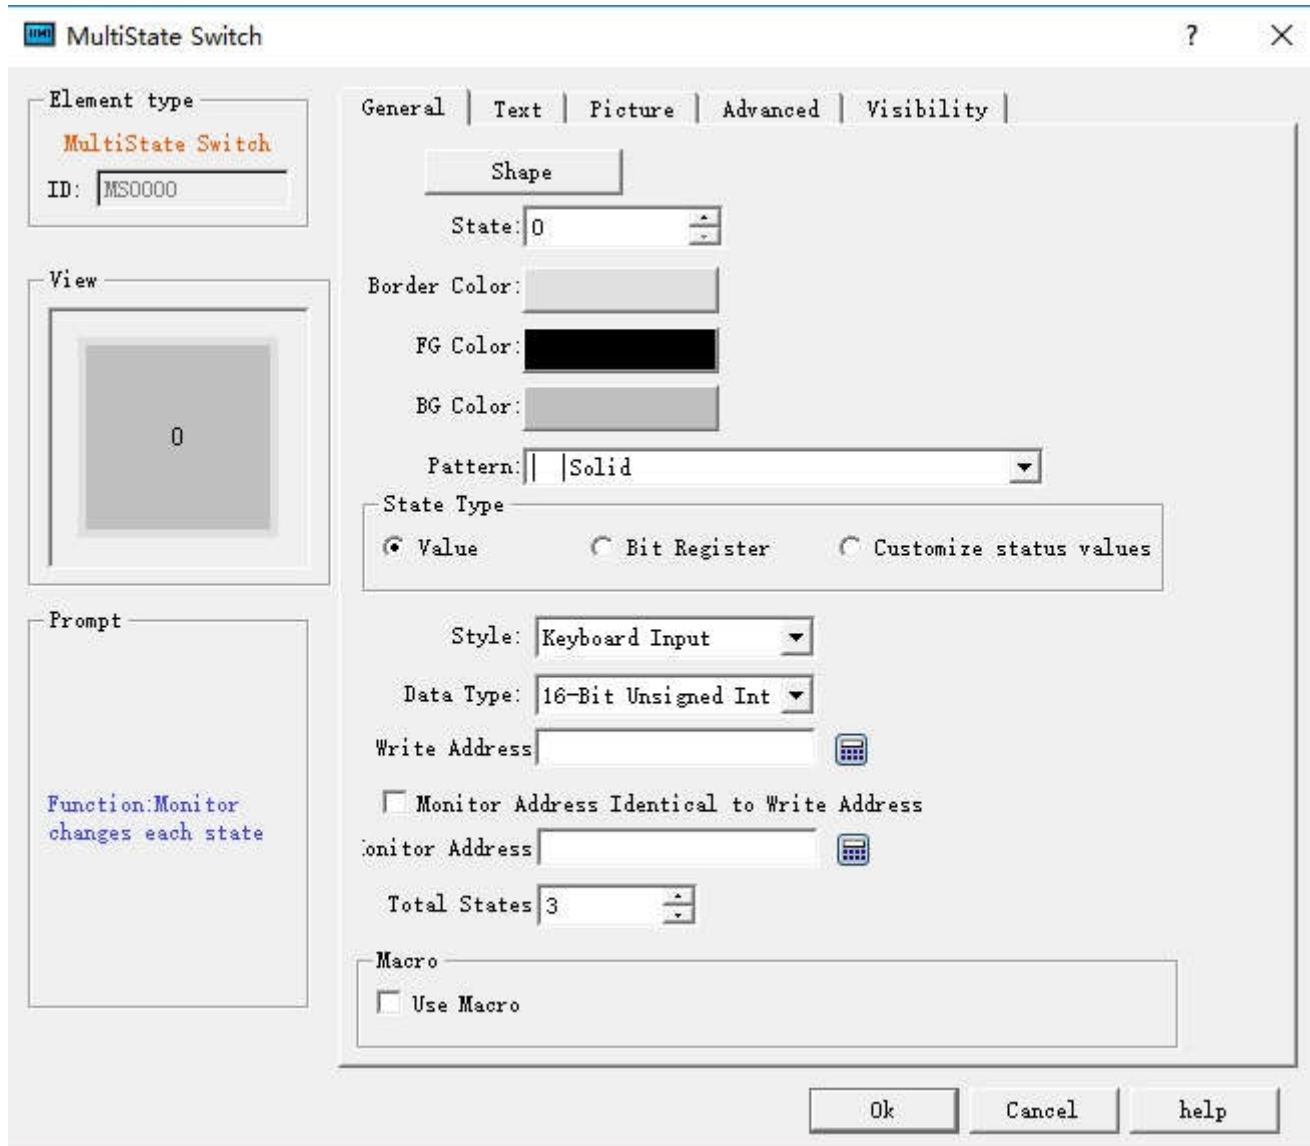 MultiState Switch
Element type
MultiState Switch
ID: MS0000
View
0
Prompt
Function:Monitor
changes each state
General
Text
Picture
Advanced
Visibility
Shape
State: 0
Border Color:
FG Color:
BG Color:
Pattern: Solid
State Type
Value
Bit Register
Customize status values
Style: Keyboard Input
Data Type: 16-Bit Unsigned Int
Write Address
Monitor Address Identical to Write Address
onitor Address
Total States 3
Macro
Use Macro
Ok
Cancel
help